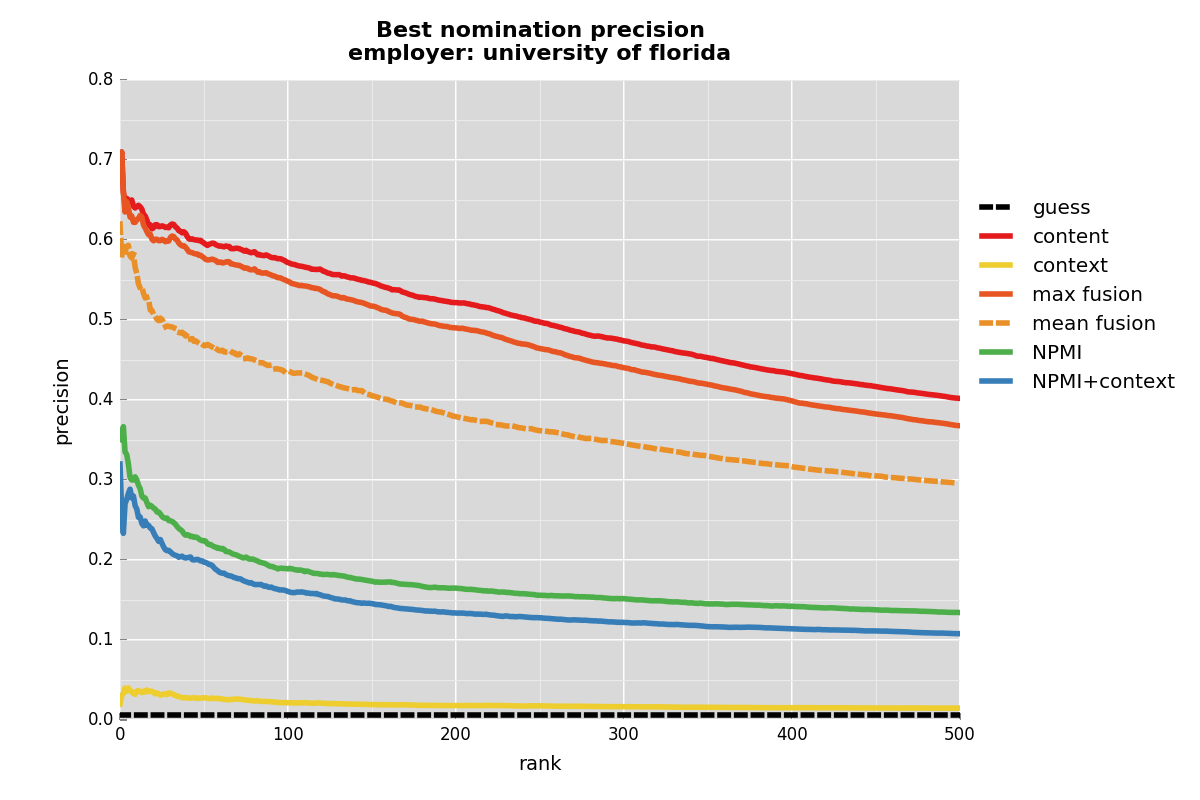 Best nomination precision
employer: university of florida
precision
0.8
0.7
0.6
0.5
0.4
0.3
0.2
0.1
0.0
0 100 200 300 400 500
rank
guess
content
context
max fusion
mean fusion
NPMI
NPMI+context